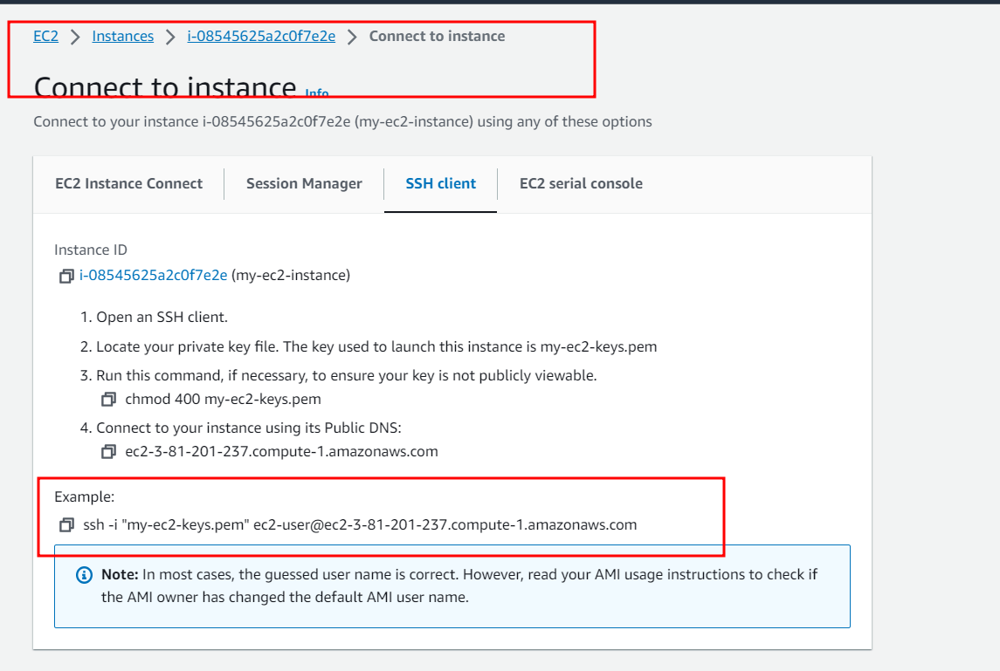 EC2 > Instances > i-08545625a2c0f7e2e > Connect to instance
Connect to instance Info
Connect to your instance i-08545625a2c0f7e2e (my-ec2-instance) using any of these options
EC2 Instance Connect Session Manager SSH client EC2 serial console
Instance ID
i-08545625a2c0f7e2e (my-ec2-instance)
1. Open an SSH client.
2. Locate your private key file. The key used to launch this instance is my-ec2-keys.pem
3. Run this command, if necessary, to ensure your key is not publicly viewable.
chmod 400 my-ec2-keys.pem
4. Connect to your instance using its Public DNS:
ec2-3-81-201-237.compute-1.amazonaws.com
Example:
ssh -i "my-ec2-keys.pem" ec2-user@ec2-3-81-201-237.compute-1.amazonaws.com
Note: In most cases, the guessed user name is correct. However, read your AMI usage instructions to check if
the AMI owner has changed the default AMI user name.